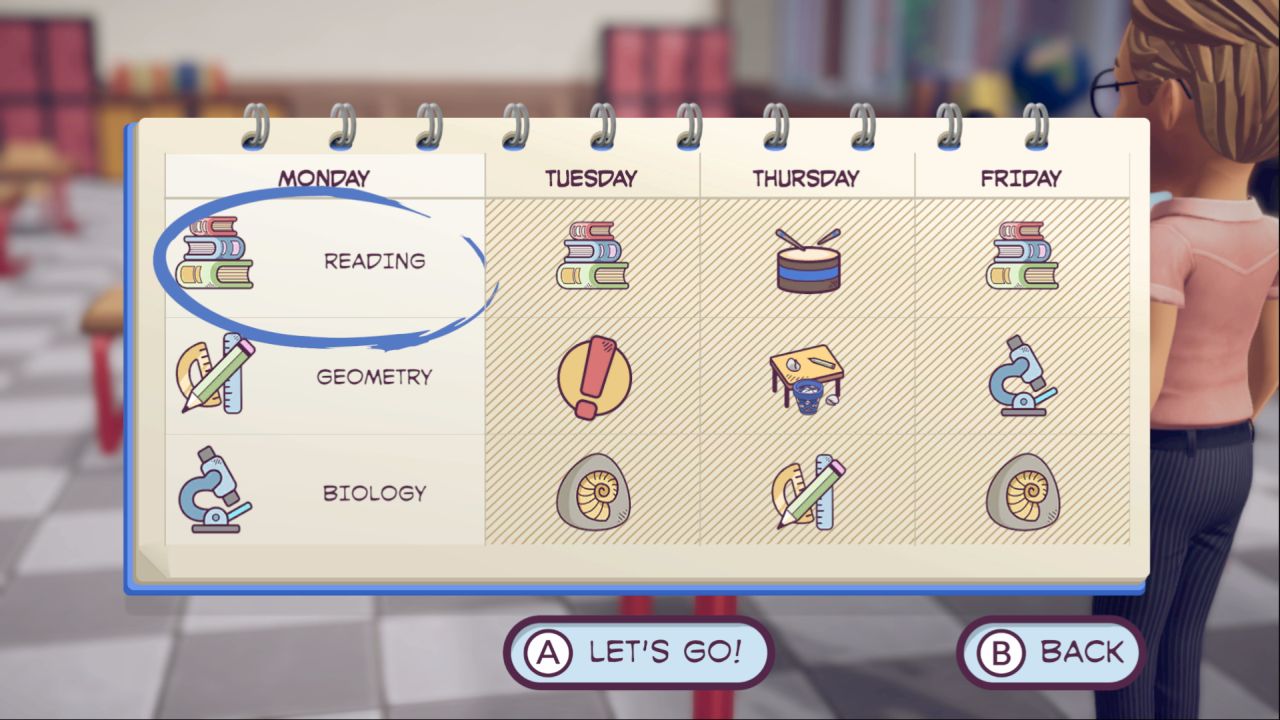 MONDAY TUESDAY THURSDAY FRIDAY
READING
GEOMETRY
BIOLOGY
A LET'S GO! B BACK